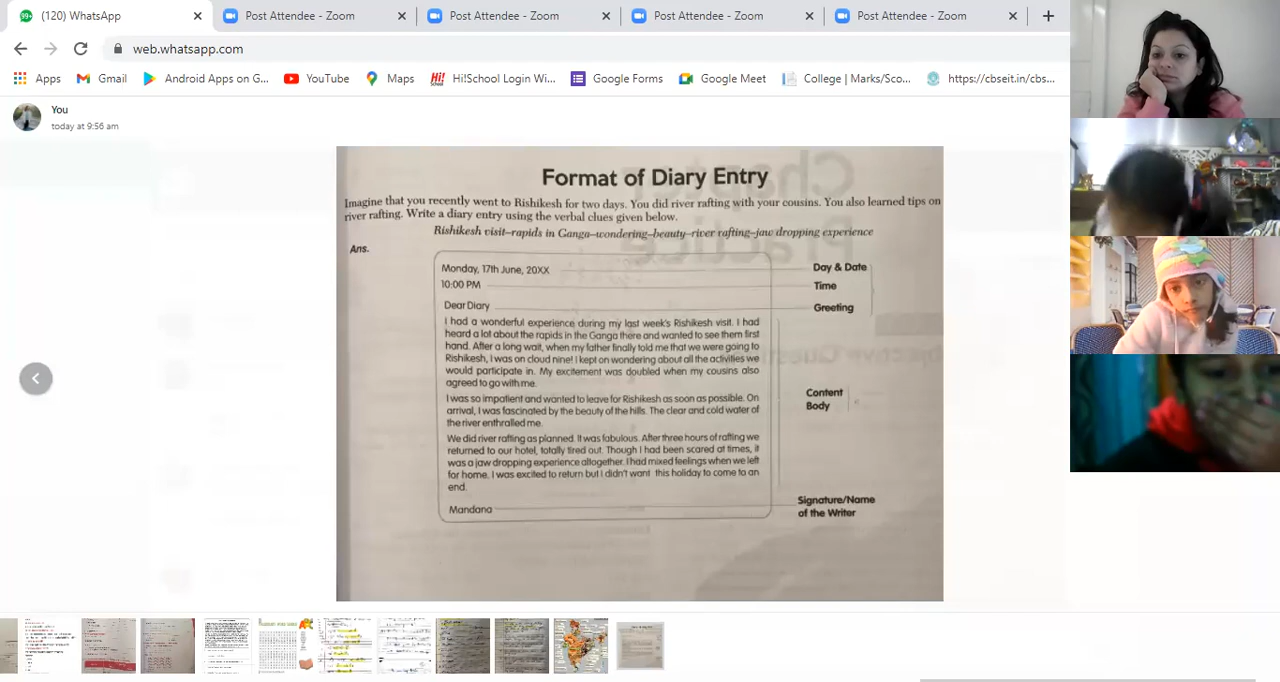 (120) WhatsApp
Post Attendee - Zoom
Post Attendee - Zoom
Post Attendee - Zoom
Post Attendee - Zoom
web.whatsapp.com
Apps
Gmail
Android Apps on G...
YouTube
Maps
Hi! Hi!School Login Wi...
Google Forms
Google Meet
College | Marks/Sco...
https://cbseit.in/cbs...
You
today at 9:56 am
Format of Diary Entry
Imagine that you recently went to Rishikesh for two days. You did river rafting with your cousins. You also learned tips on
river rafting. Write a diary entry using the verbal clues given below.
Rishikesh visit–rapids in Ganga–wondering–beauty–river rafting–jaw dropping experience
Ans.
Monday, 17th June, 20XX Day & Date
10:00 PM Time
Dear Diary Greeting
I had a wonderful experience during my last week's Rishikesh visit. I had
heard a lot about the rapids in the Ganga there and wanted to see them first
hand. After a long wait, when my father finally told me that we were going to
Rishikesh, I was on cloud nine! I kept on wondering about all the activities we
would participate in. My excitement was doubled when my cousins also
agreed to go with me.
I was so impatient and wanted to leave for Rishikesh as soon as possible. On
arrival, I was fascinated by the beauty of the hills. The clear and cold water of
the river enthralled me.
Content
Body
We did river rafting as planned. It was fabulous. After three hours of rafting we
returned to our hotel, totally tired out. Though I had been scared at times, it
was a jaw dropping experience altogether. I had mixed feelings when we left
for home. I was excited to return but I didn't want this holiday to come to an
end.
Mandana
Signature/Name
of the Writer